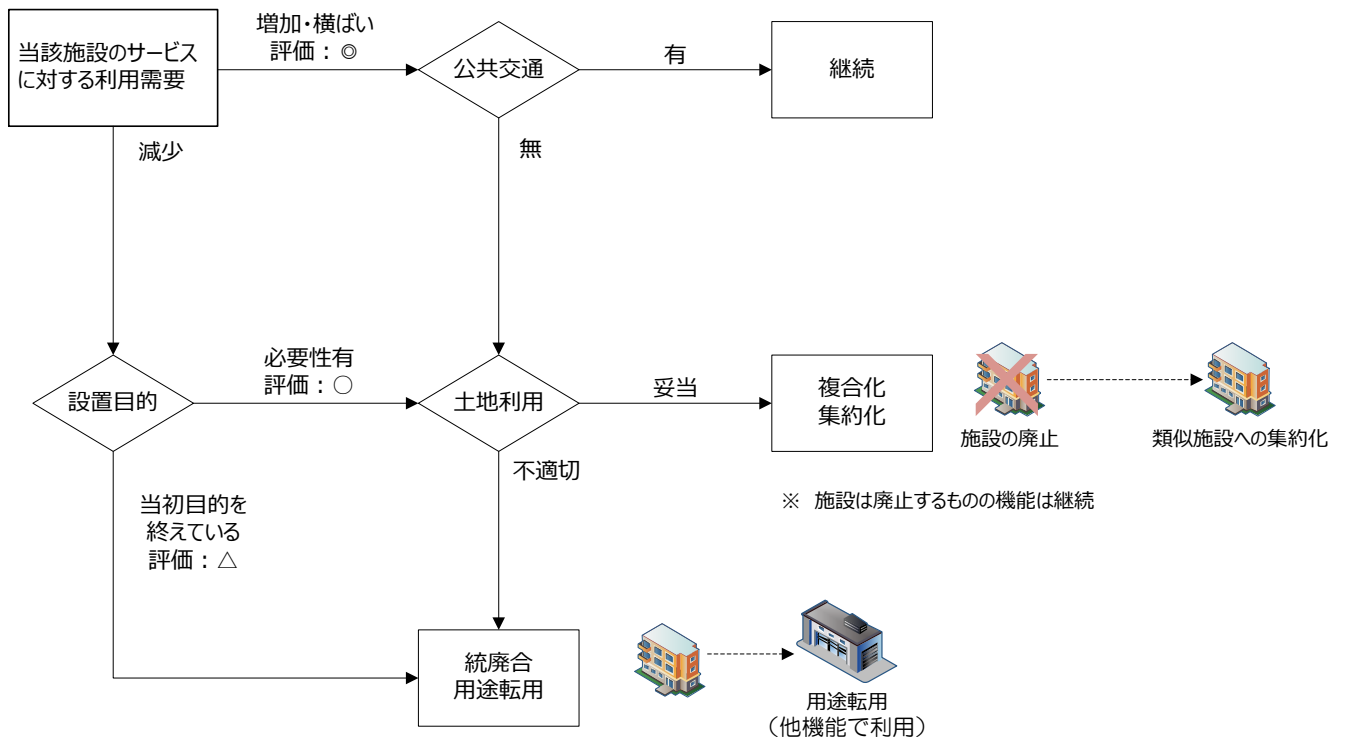 当該施設のサービス
に対する利用需要
増加・横ばい
評価：◎
公共交通
有
継続
減少
無
設置目的
必要性有
評価：○
土地利用
妥当
複合化
集約化
施設の廃止
類似施設への集約化
不適切
※ 施設は廃止するものの機能は継続
当初目的を
終えている
評価：△
統廃合
用途転用
用途転用
（他機能で利用）